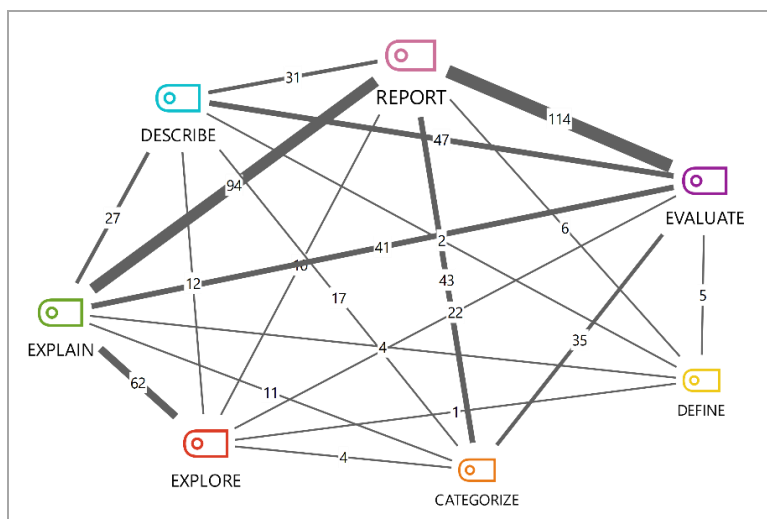 REPORT
31
DESCRIBE
114
47
94
EVALUATE
27
6
2
41
12
43
5
17
22
EXPLAIN
35
4
62
11
DEFINE
1
4
EXPLORE
CATEGORIZE